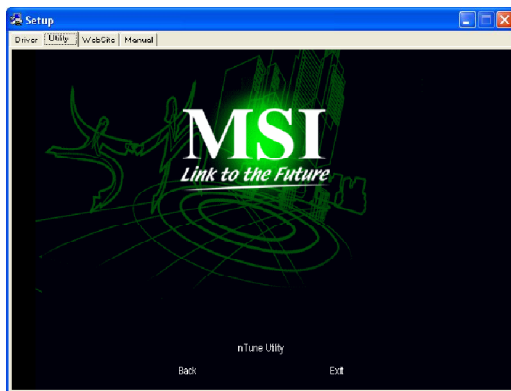 Setup
Driver Utility WebSite Manual
MSI
Link to the Future
nTune Utility
Back Exit